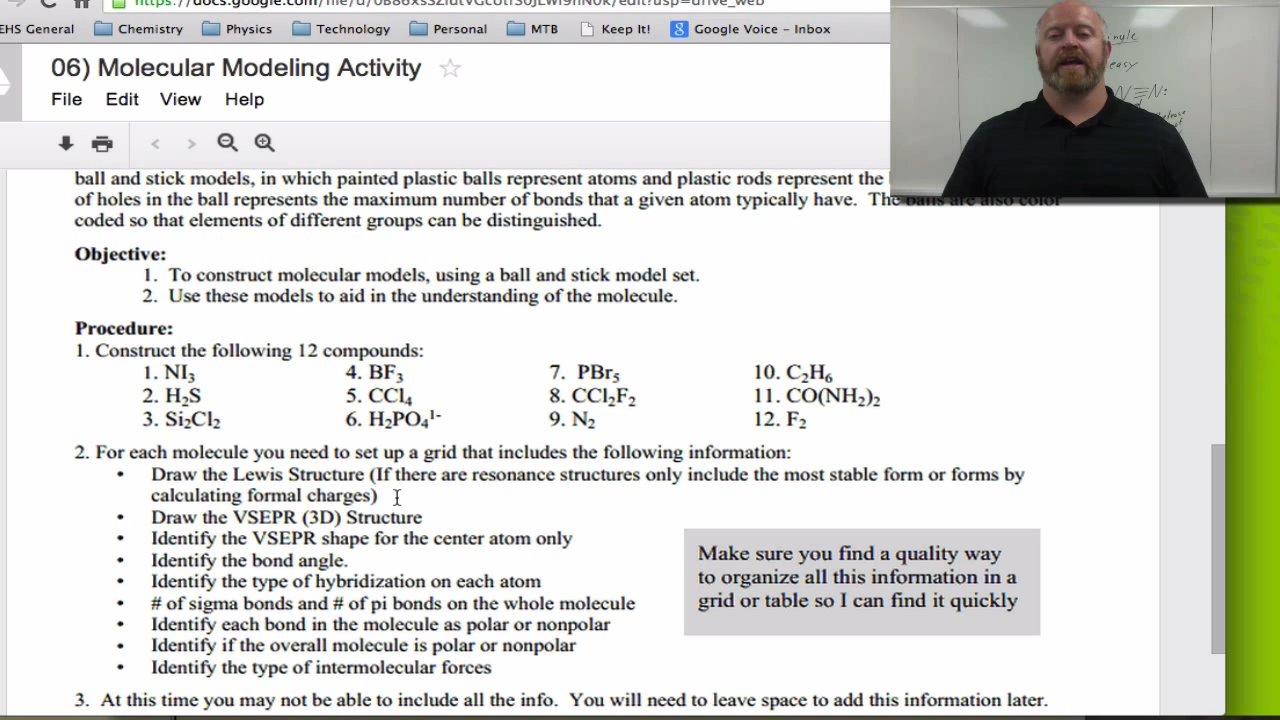 https://docs.google.com/file/d/
EHS General Chemistry Physics Technology Personal MTB Keep It! Google Voice - Inbox
06) Molecular Modeling Activity
File Edit View Help
ingle
easy
N≡N:
ball and stick models, in which painted plastic balls represent atoms and plastic rods represent the
of holes in the ball represents the maximum number of bonds that a given atom typically have. The balls are also color
coded so that elements of different groups can be distinguished.
Objective:
1. To construct molecular models, using a ball and stick model set.
2. Use these models to aid in the understanding of the molecule.
Procedure:
1. Construct the following 12 compounds:
1. NI₃ 4. BF₃ 7. PBr₅ 10. C₂H₆
2. H₂S 5. CCl₄ 8. CCl₂F₂ 11. CO(NH₂)₂
3. Si₂Cl₂ 6. H₂PO₄¹⁻ 9. N₂ 12. F₂
2. For each molecule you need to set up a grid that includes the following information:
• Draw the Lewis Structure (If there are resonance structures only include the most stable form or forms by
calculating formal charges)
• Draw the VSEPR (3D) Structure
• Identify the VSEPR shape for the center atom only
• Identify the bond angle.
• Identify the type of hybridization on each atom
• # of sigma bonds and # of pi bonds on the whole molecule
• Identify each bond in the molecule as polar or nonpolar
• Identify if the overall molecule is polar or nonpolar
• Identify the type of intermolecular forces
Make sure you find a quality way
to organize all this information in a
grid or table so I can find it quickly
3. At this time you may not be able to include all the info. You will need to leave space to add this information later.